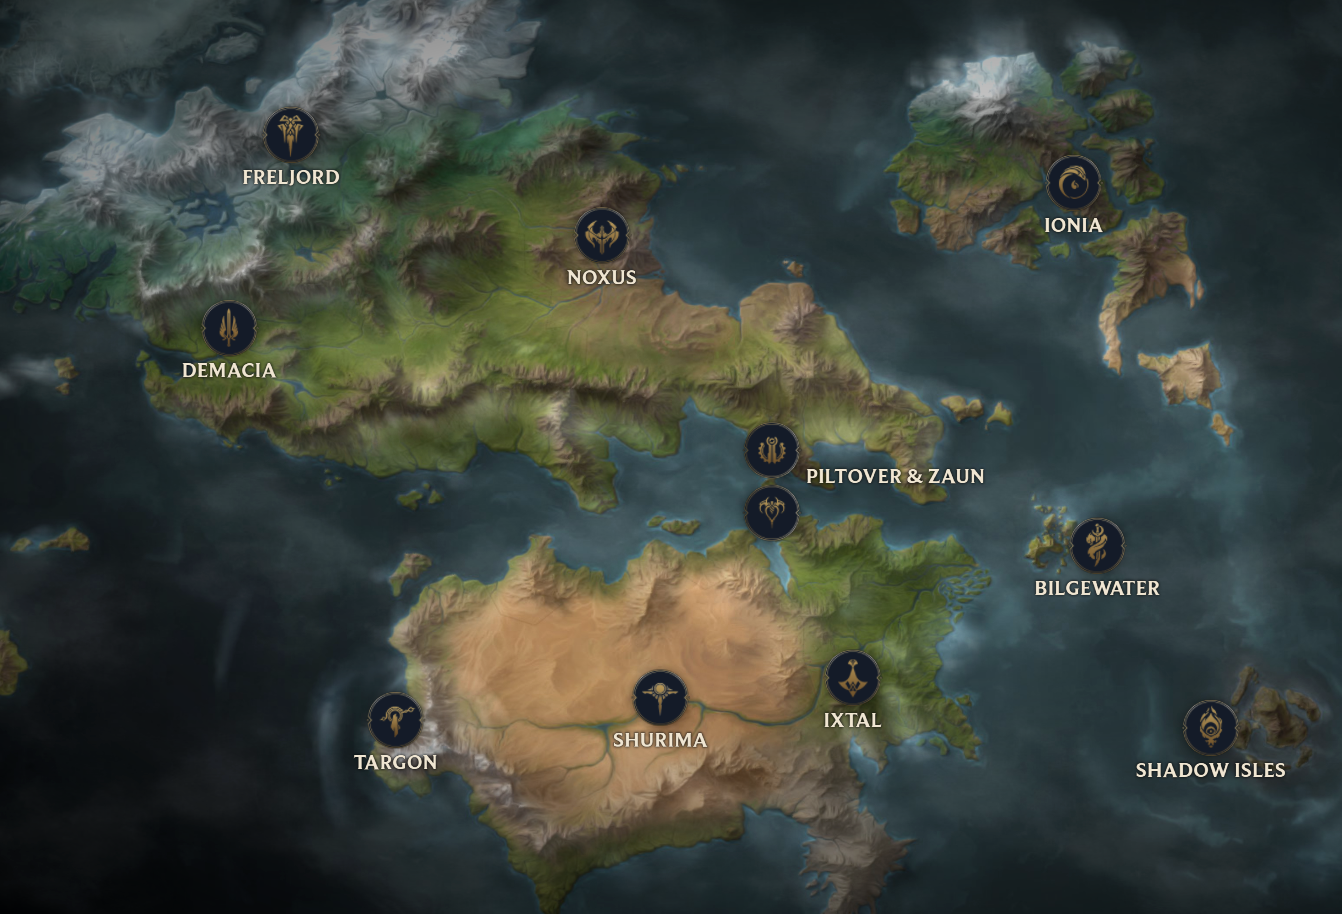 FRELJORD
IONIA
NOXUS
DEMACIA
PILTOVER & ZAUN
BILGEWATER
IXTAL
SHURIMA
TARGON
SHADOW ISLES